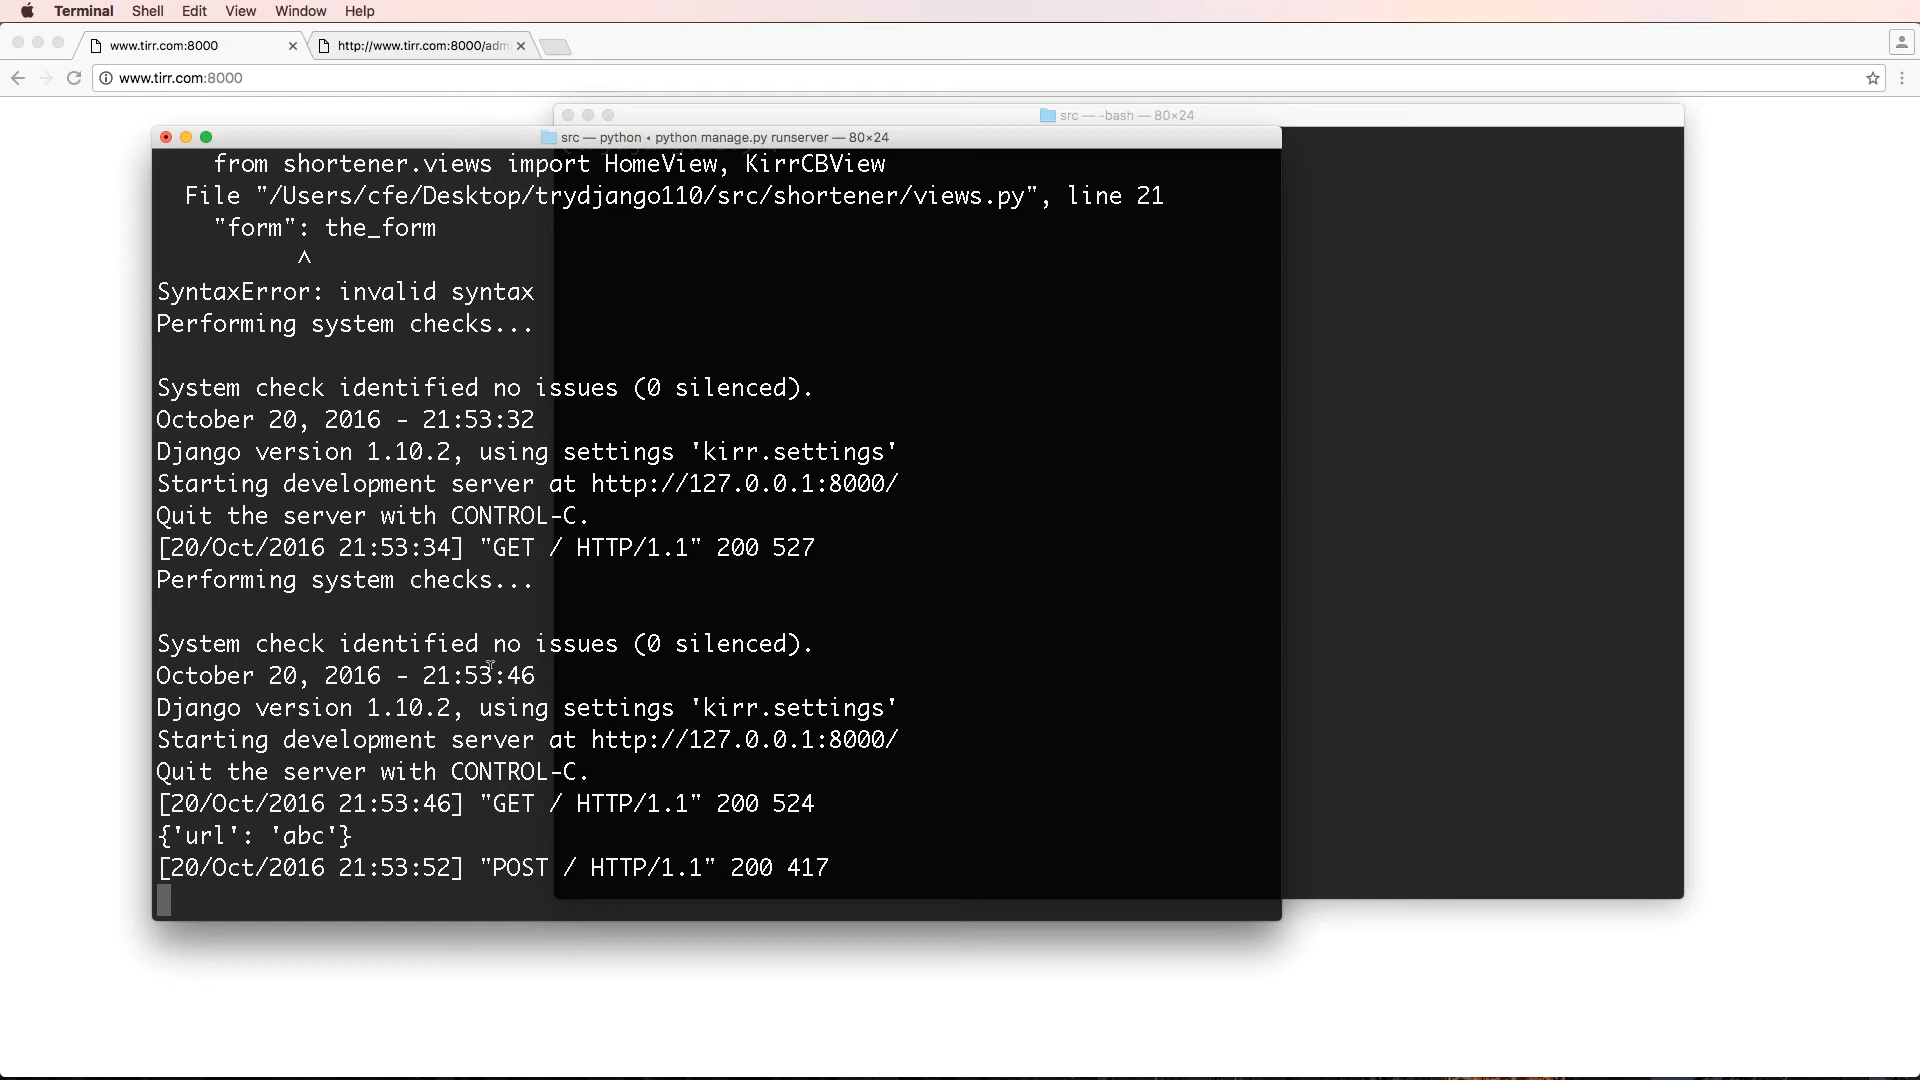 Terminal Shell Edit View Window Help
www.tirr.com:8000 http://www.tirr.com:8000/adm
www.tirr.com:8000
src — -bash — 80×24
src — python ◂ python manage.py runserver — 80×24
from shortener.views import HomeView, KirrCBView
File "/Users/cfe/Desktop/trydjango110/src/shortener/views.py", line 21
"form": the_form
^
SyntaxError: invalid syntax
Performing system checks...
System check identified no issues (0 silenced).
October 20, 2016 - 21:53:32
Django version 1.10.2, using settings 'kirr.settings'
Starting development server at http://127.0.0.1:8000/
Quit the server with CONTROL-C.
[20/Oct/2016 21:53:34] "GET / HTTP/1.1" 200 527
Performing system checks...
System check identified no issues (0 silenced).
October 20, 2016 - 21:53:46
Django version 1.10.2, using settings 'kirr.settings'
Starting development server at http://127.0.0.1:8000/
Quit the server with CONTROL-C.
[20/Oct/2016 21:53:46] "GET / HTTP/1.1" 200 524
{'url': 'abc'}
[20/Oct/2016 21:53:52] "POST / HTTP/1.1" 200 417